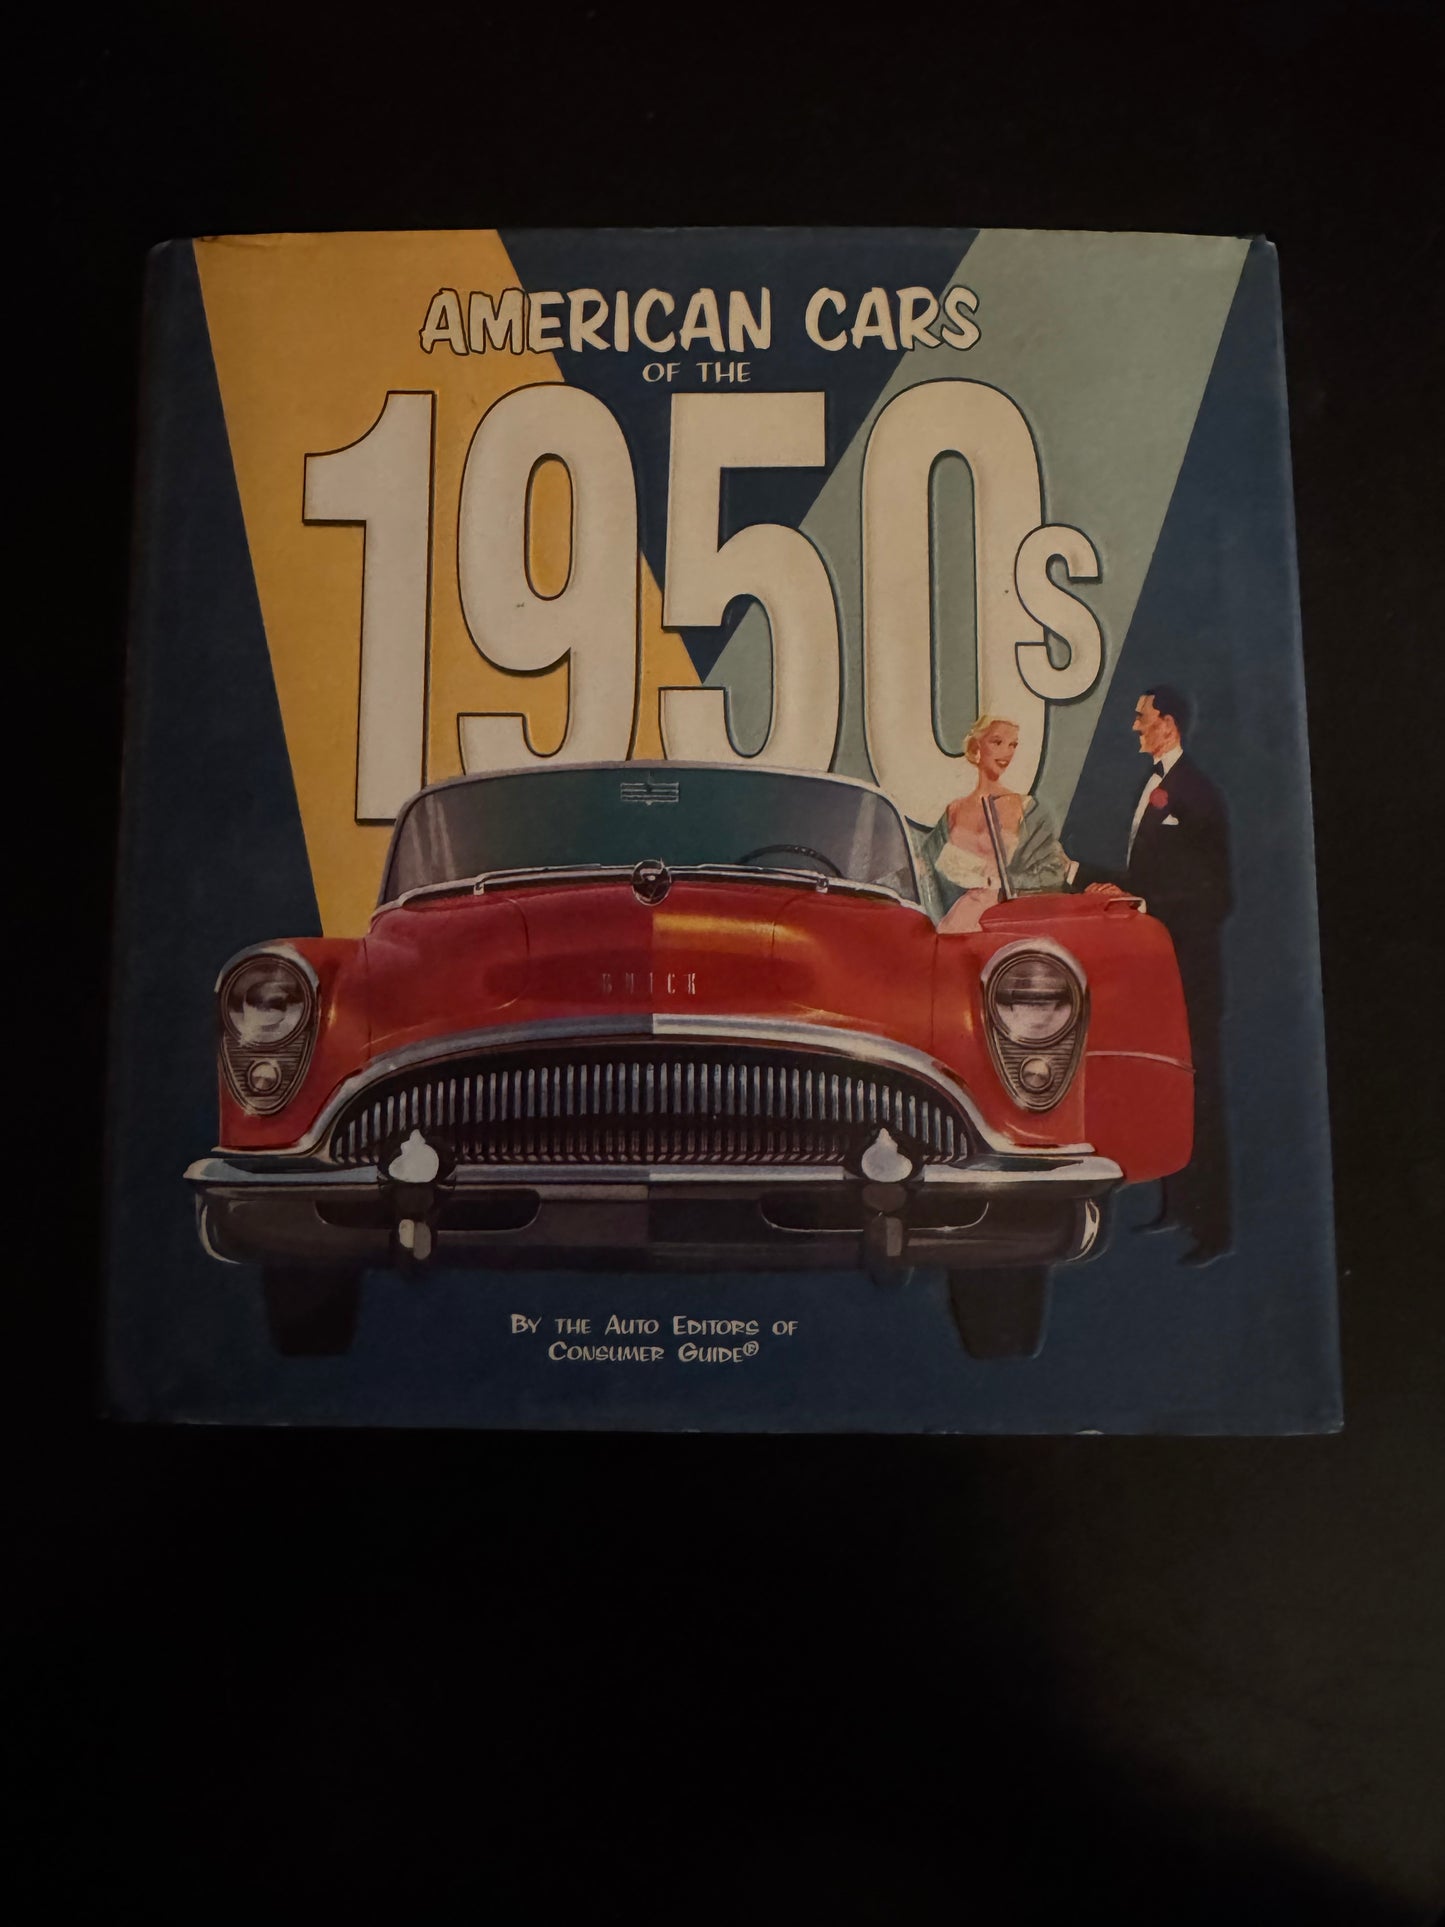 AMERICAN CARS
OF THE
1950s
BUICK
BY THE AUTO EDITORS OF
CONSUMER GUIDE®